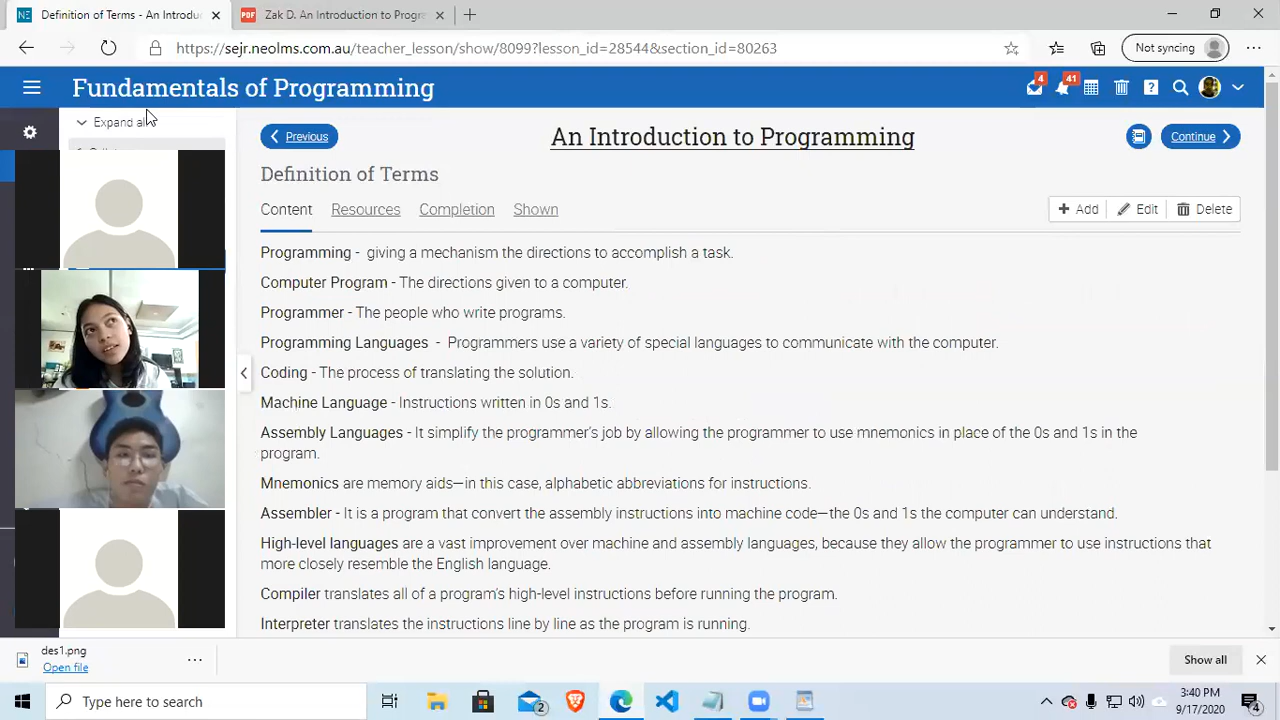 Definition of Terms - An Introduc
Zak D. An Introduction to Progra
https://sejr.neolms.com.au/teacher_lesson/show/8099?lesson_id=28544&section_id=80263
Not syncing
Fundamentals of Programming
4
41
Expand all
Previous
An Introduction to Programming
Continue
Definition of Terms
Content Resources Completion Shown
Add Edit Delete
Programming - giving a mechanism the directions to accomplish a task.
Computer Program - The directions given to a computer.
Programmer - The people who write programs.
Programming Languages - Programmers use a variety of special languages to communicate with the computer.
Coding - The process of translating the solution.
Machine Language - Instructions written in 0s and 1s.
Assembly Languages - It simplify the programmer's job by allowing the programmer to use mnemonics in place of the 0s and 1s in the
program.
Mnemonics are memory aids—in this case, alphabetic abbreviations for instructions.
Assembler - It is a program that convert the assembly instructions into machine code—the 0s and 1s the computer can understand.
High-level languages are a vast improvement over machine and assembly languages, because they allow the programmer to use instructions that
more closely resemble the English language.
Compiler translates all of a program's high-level instructions before running the program.
Interpreter translates the instructions line by line as the program is running.
des1.png
Open file
Show all
Type here to search
2
3:40 PM
9/17/2020
4